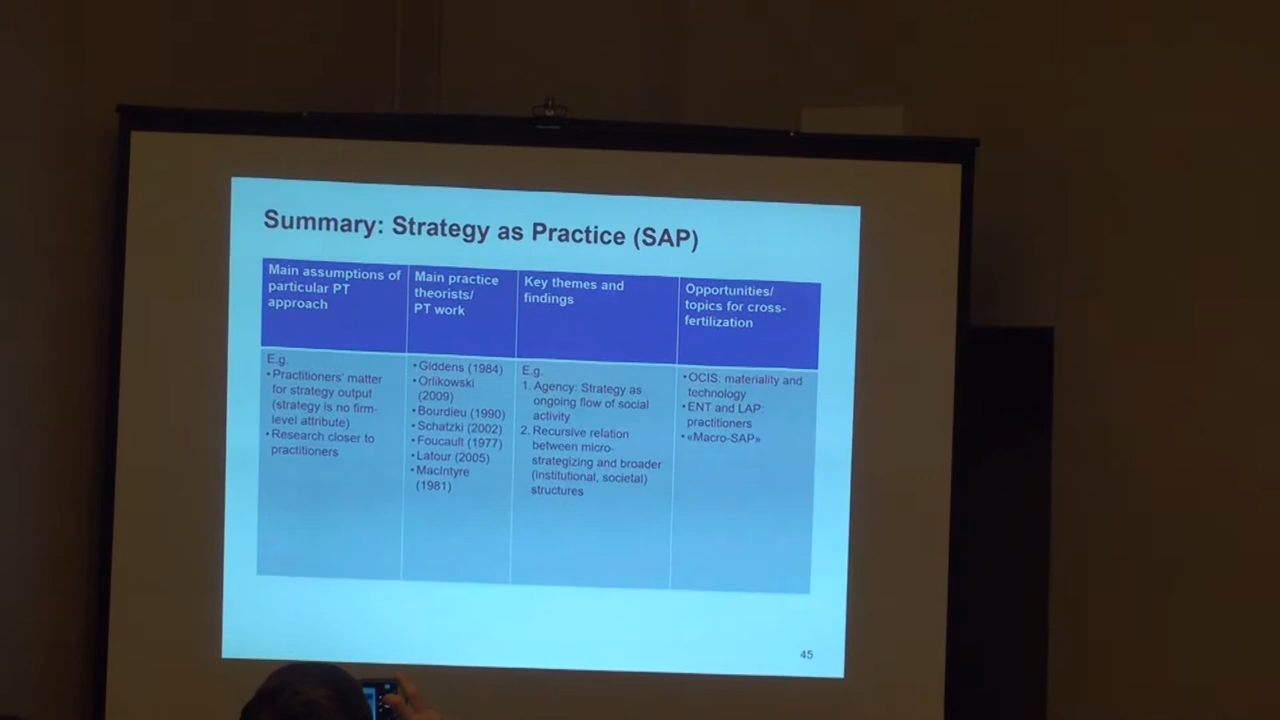 Summary: Strategy as Practice (SAP)
Main assumptions of
particular PT
approach
Main practice
theorists/
PT work
Key themes and
findings
Opportunities/
topics for cross-
fertilization
E.g.
•Practitioners' matter
for strategy output
(strategy is no firm-
level attribute)
•Research closer to
practitioners
•Giddens (1984)
•Orlikowski
(2009)
•Bourdieu (1990)
•Schatzki (2002)
•Foucault (1977)
•Latour (2005)
•MacIntyre
(1981)
E.g.
1. Agency: Strategy as
ongoing flow of social
activity
2. Recursive relation
between micro-
strategizing and broader
(institutional, societal)
structures
•OCIS: materiality and
technology
•ENT and LAP:
practitioners
•«Macro-SAP»
45